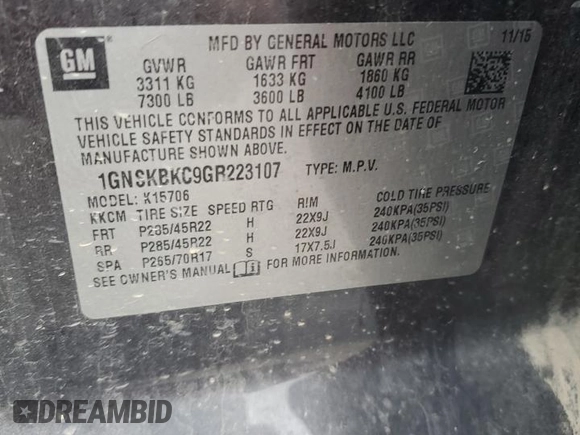 GM
MFD BY GENERAL MOTORS LLC
11/15
GVWR GAWR FRT GAWR RR
3311 KG 1633 KG 1860 KG
7300 LB 3600 LB 4100 LB
THIS VEHICLE CONFORMS TO ALL APPLICABLE U.S. FEDERAL MOTOR
VEHICLE SAFETY STANDARDS IN EFFECT ON THE DATE OF
MANUFACTURE SHOWN ABOVE.
1GNSKBKC9GR223107 TYPE: M.P.V.
MODEL: K15706
KKCM TIRE SIZE SPEED RTG RIM COLD TIRE PRESSURE
FRT P285/45R22 H 22X9J 240KPA(35PSI)
RR P285/45R22 H 22X9J 240KPA(35PSI)
SPA P265/70R17 S 17X7.5J 240KPA(35PSI)
SEE OWNER'S MANUAL FOR MORE INFORMATION.
DREAMBID